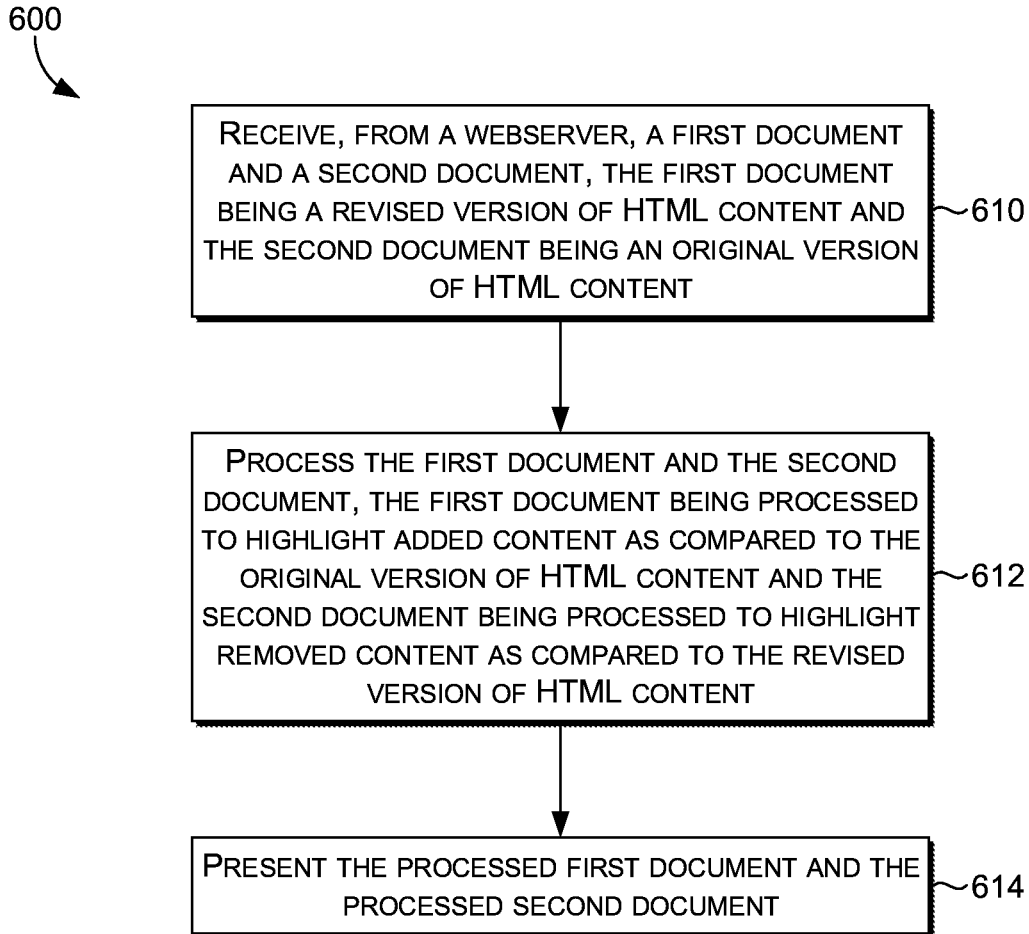 600
RECEIVE, FROM A WEBSERVER, A FIRST DOCUMENT
AND A SECOND DOCUMENT, THE FIRST DOCUMENT
BEING A REVISED VERSION OF HTML CONTENT AND
THE SECOND DOCUMENT BEING AN ORIGINAL VERSION
OF HTML CONTENT
610
PROCESS THE FIRST DOCUMENT AND THE SECOND
DOCUMENT, THE FIRST DOCUMENT BEING PROCESSED
TO HIGHLIGHT ADDED CONTENT AS COMPARED TO THE
ORIGINAL VERSION OF HTML CONTENT AND THE
SECOND DOCUMENT BEING PROCESSED TO HIGHLIGHT
REMOVED CONTENT AS COMPARED TO THE REVISED
VERSION OF HTML CONTENT
612
PRESENT THE PROCESSED FIRST DOCUMENT AND THE
PROCESSED SECOND DOCUMENT
614